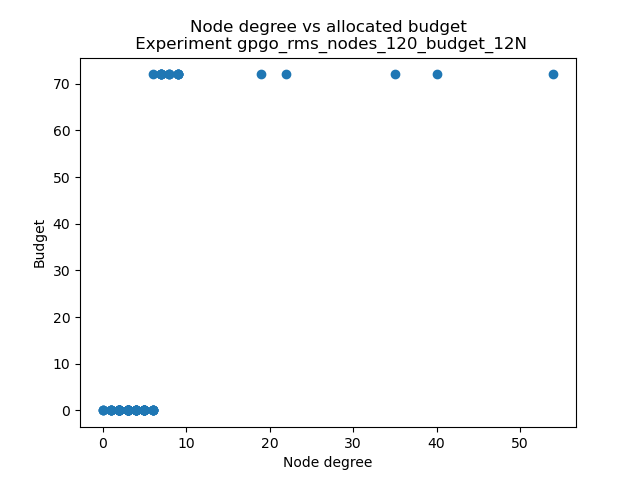 Node degree vs allocated budget
Experiment gpgo_rms_nodes_120_budget_12N
70
60
50
40
30
20
10
0
Budget
0 10 20 30 40 50
Node degree